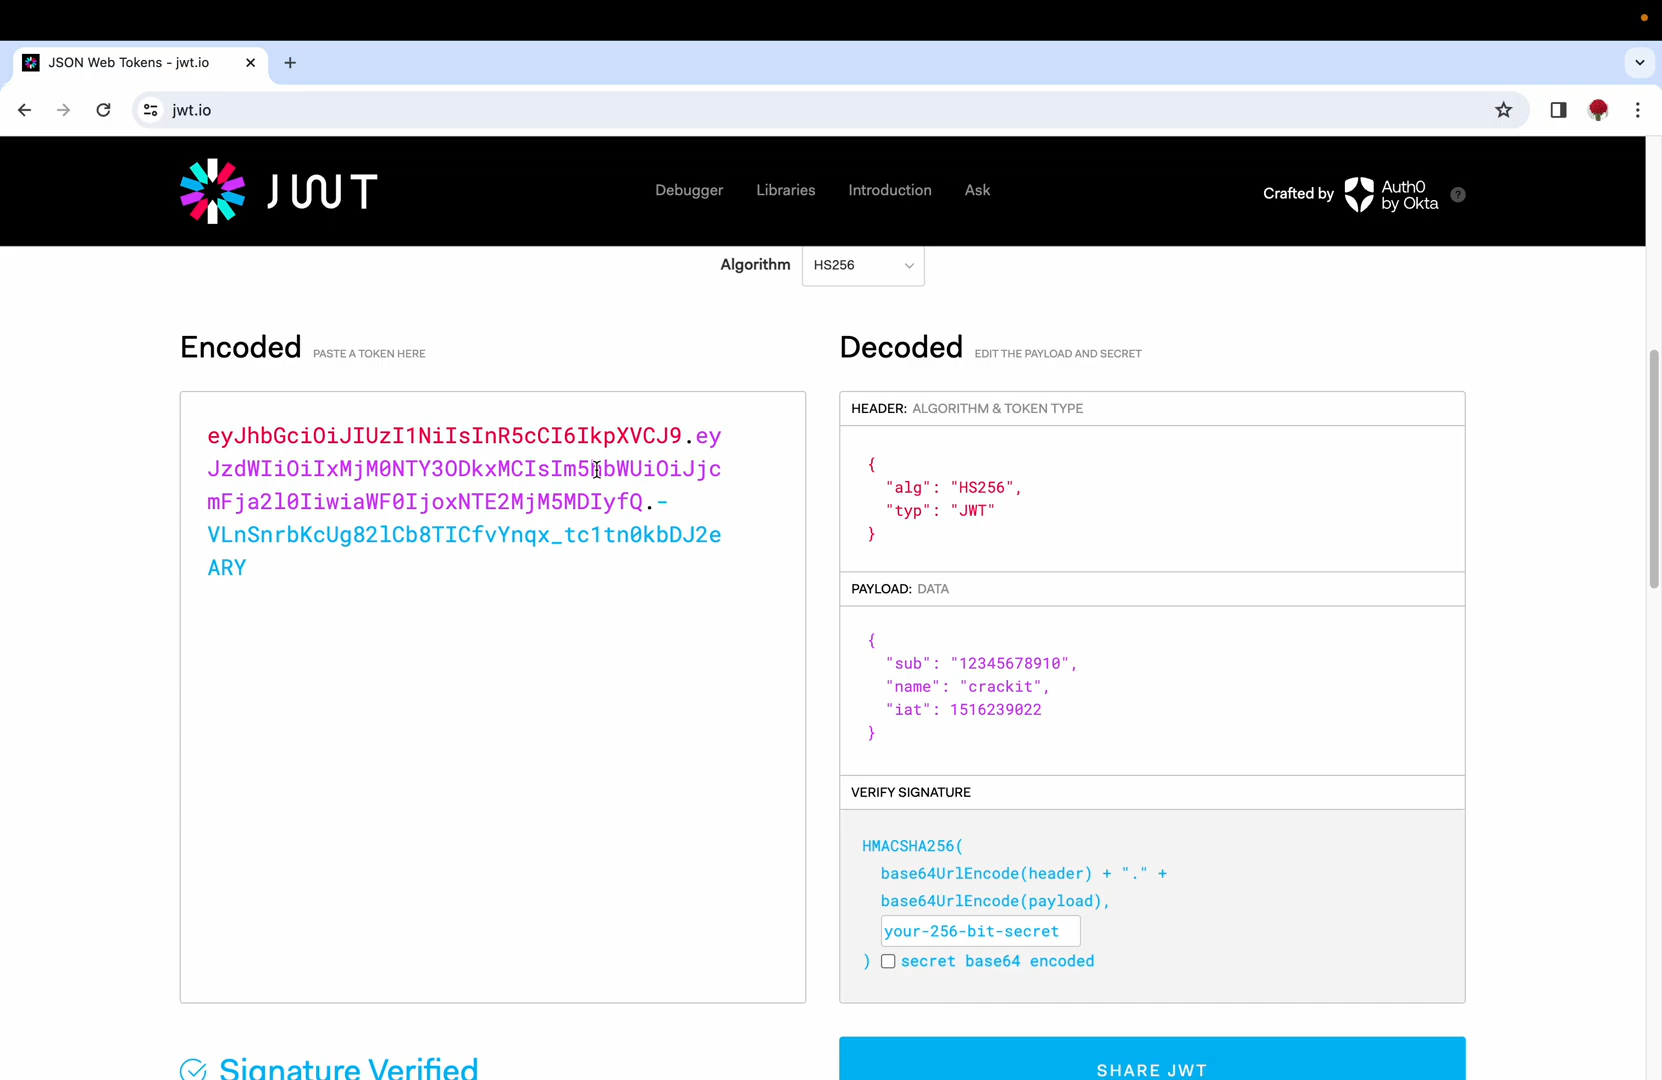 JSON Web Tokens - jwt.io
jwt.io
JWT
Debugger Libraries Introduction Ask
Crafted by Auth0 by Okta ?
Algorithm HS256
Encoded PASTE A TOKEN HERE
eyJhbGciOiJIUzI1NiIsInR5cCI6IkpXVCJ9.ey
JzdWIiOiIxMjM0NTY3ODkxMCIsIm5hbWUiOiJjc
mFja2l0IiwiaWF0IjoxNTE2MjM5MDIyfQ.-
VLnSnrbKcUg82lCb8TICfvYnqx_tc1tn0kbDJ2e
ARY
Signature Verified
Decoded EDIT THE PAYLOAD AND SECRET
HEADER: ALGORITHM & TOKEN TYPE
{
"alg": "HS256",
"typ": "JWT"
}
PAYLOAD: DATA
{
"sub": "12345678910",
"name": "crackit",
"iat": 1516239022
}
VERIFY SIGNATURE
HMACSHA256(
base64UrlEncode(header) + "." +
base64UrlEncode(payload),
your-256-bit-secret
) secret base64 encoded
SHARE JWT